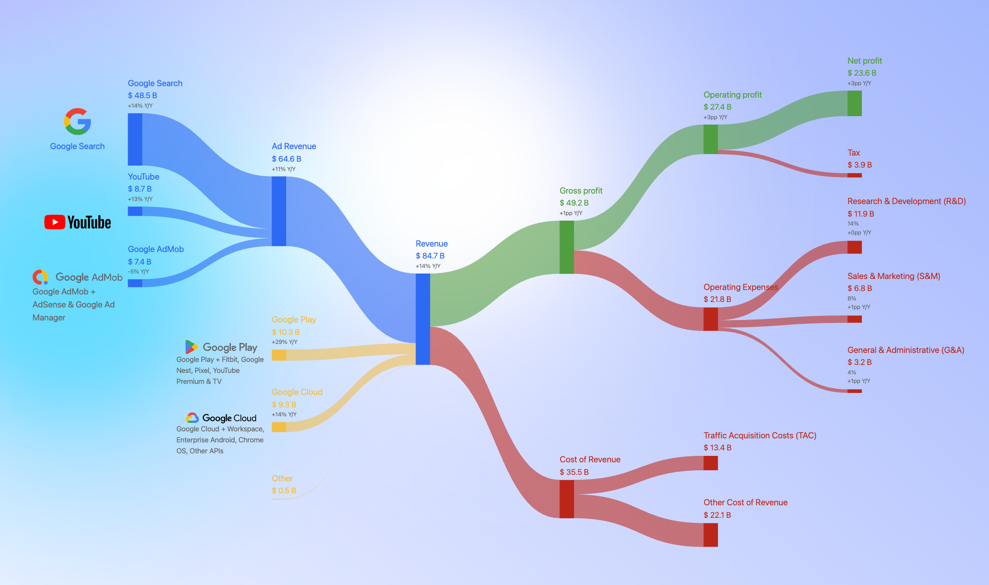 Google Search
$ 48.5 B
+14% Y/Y
Google Search
YouTube
$ 8.7 B
+13% Y/Y
YouTube
Google AdMob
$ 7.4 B
-5% Y/Y
Google AdMob
Google AdMob +
AdSense & Google Ad
Manager
Ad Revenue
$ 64.6 B
+11% Y/Y
Google Play
$ 10.3 B
+29% Y/Y
Google Play
Google Play + Fitbit, Google
Nest, Pixel, YouTube
Premium & TV
Google Cloud
$ 9.3 B
+14% Y/Y
Google Cloud
Google Cloud + Workspace,
Enterprise Android, Chrome
OS, Other APIs
Other
$ 0.5 B
Revenue
$ 84.7 B
+14% Y/Y
Gross profit
$ 49.2 B
+1pp Y/Y
Operating profit
$ 27.4 B
+3pp Y/Y
Net profit
$ 23.6 B
+3pp Y/Y
Tax
$ 3.9 B
Operating Expenses
$ 21.8 B
Research & Development (R&D)
$ 11.9 B
14%
+0pp Y/Y
Sales & Marketing (S&M)
$ 6.8 B
8%
+1pp Y/Y
General & Administrative (G&A)
$ 3.2 B
4%
+1pp Y/Y
Cost of Revenue
$ 35.5 B
Traffic Acquisition Costs (TAC)
$ 13.4 B
Other Cost of Revenue
$ 22.1 B